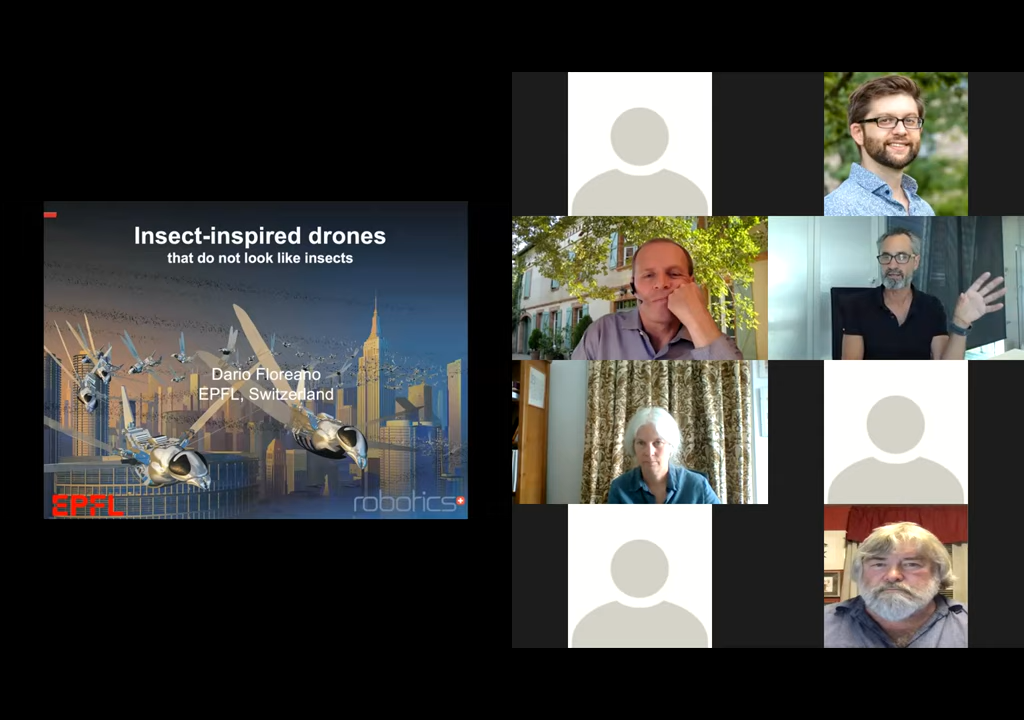 Insect-inspired drones
that do not look like insects
Dario Floreano
EPFL, Switzerland
EPFL
robotics+